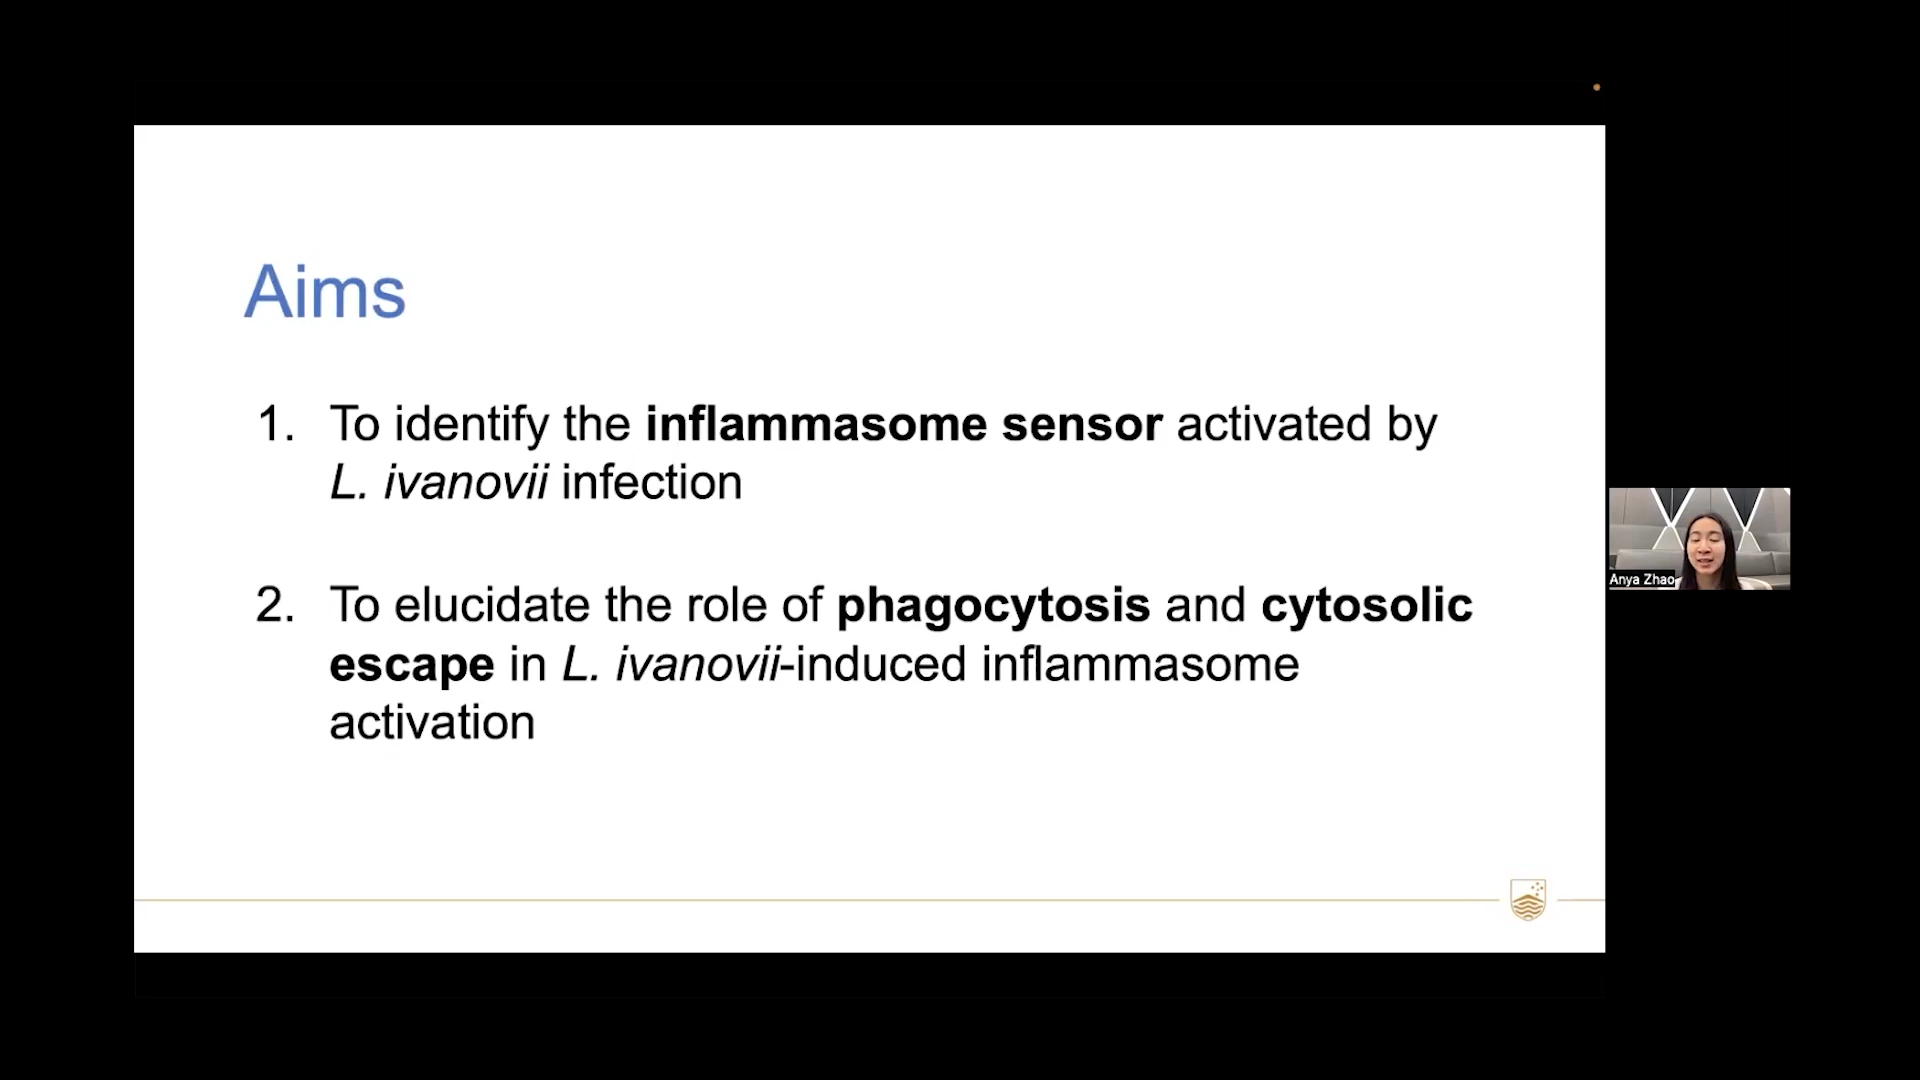 Aims
1. To identify the inflammasome sensor activated by
L. ivanovii infection
2. To elucidate the role of phagocytosis and cytosolic
escape in L. ivanovii-induced inflammasome
activation
Anya Zhao